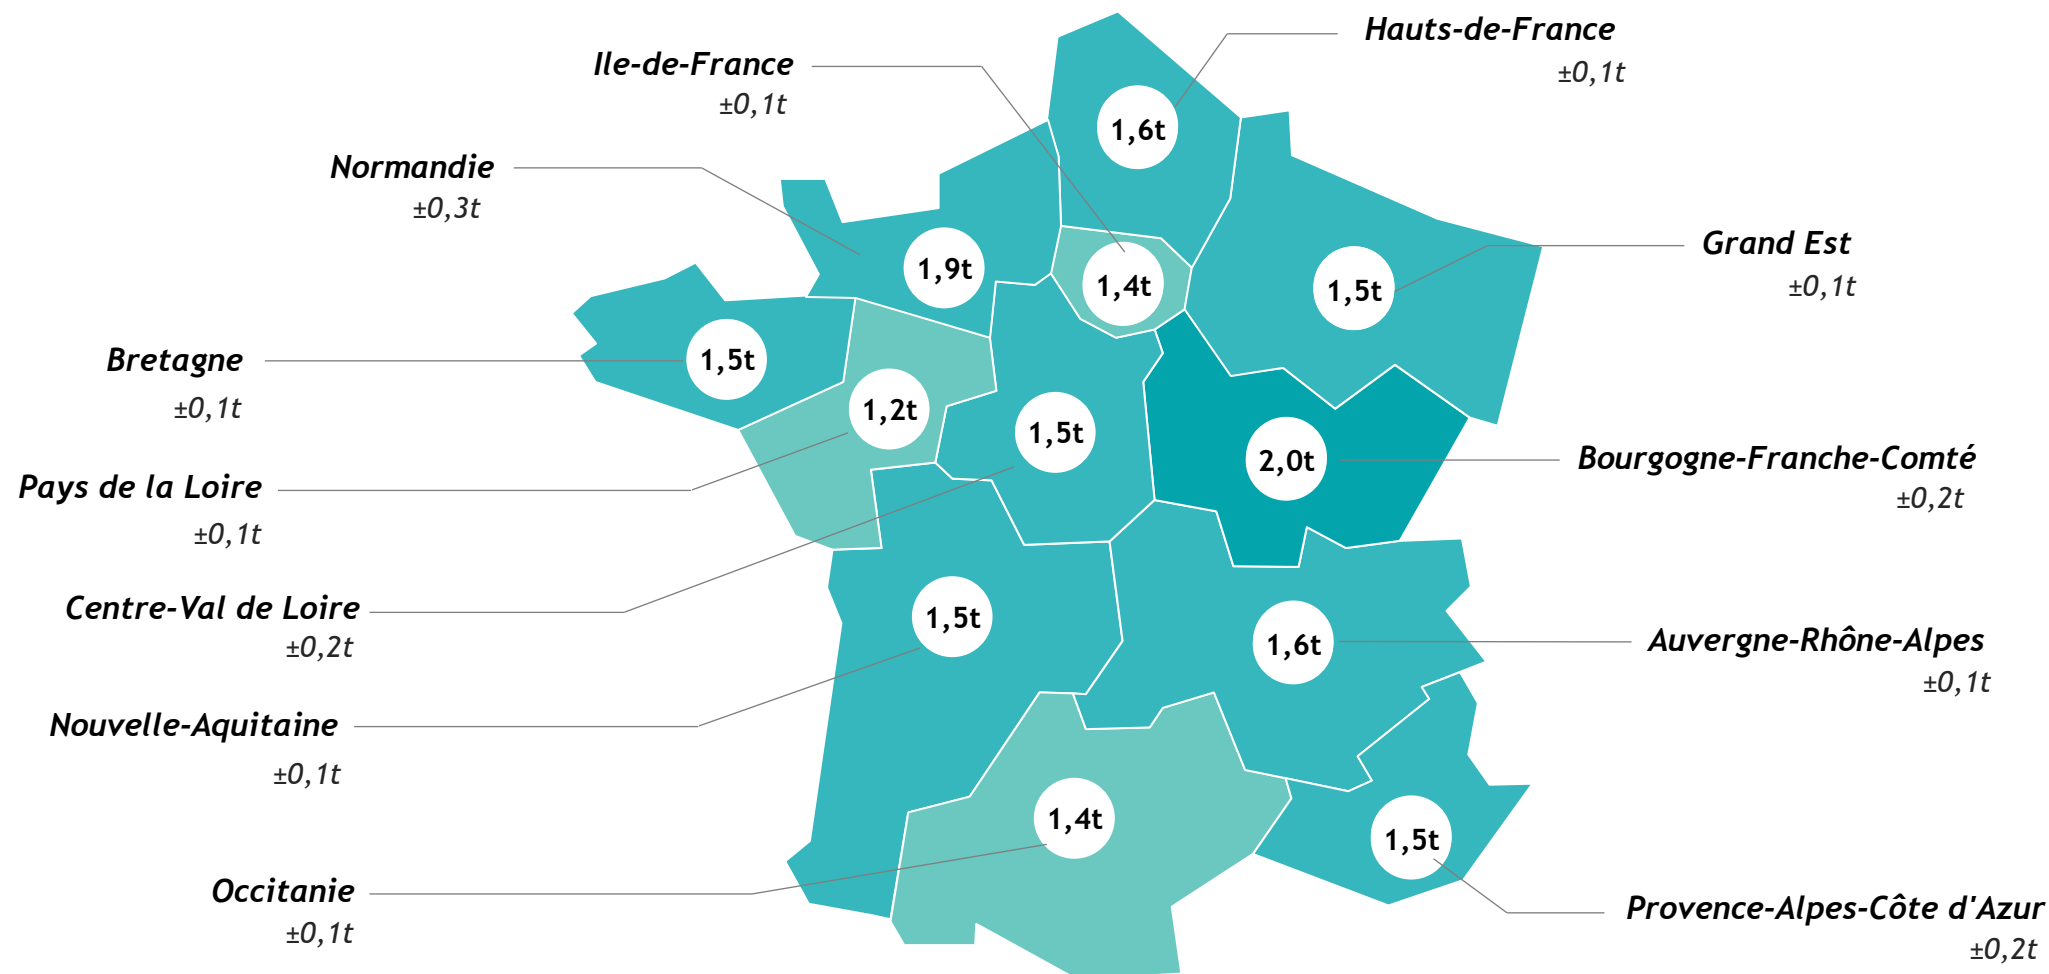 Hauts-de-France
±0,1t
1,6t
Ile-de-France
±0,1t
1,4t
Normandie
±0,3t
1,9t
Grand Est
±0,1t
1,5t
Bretagne
±0,1t
1,5t
Pays de la Loire
±0,1t
1,2t
Centre-Val de Loire
±0,2t
1,5t
Bourgogne-Franche-Comté
±0,2t
2,0t
Nouvelle-Aquitaine
±0,1t
1,5t
Auvergne-Rhône-Alpes
±0,1t
1,6t
Occitanie
±0,1t
1,4t
Provence-Alpes-Côte d'Azur
±0,2t
1,5t